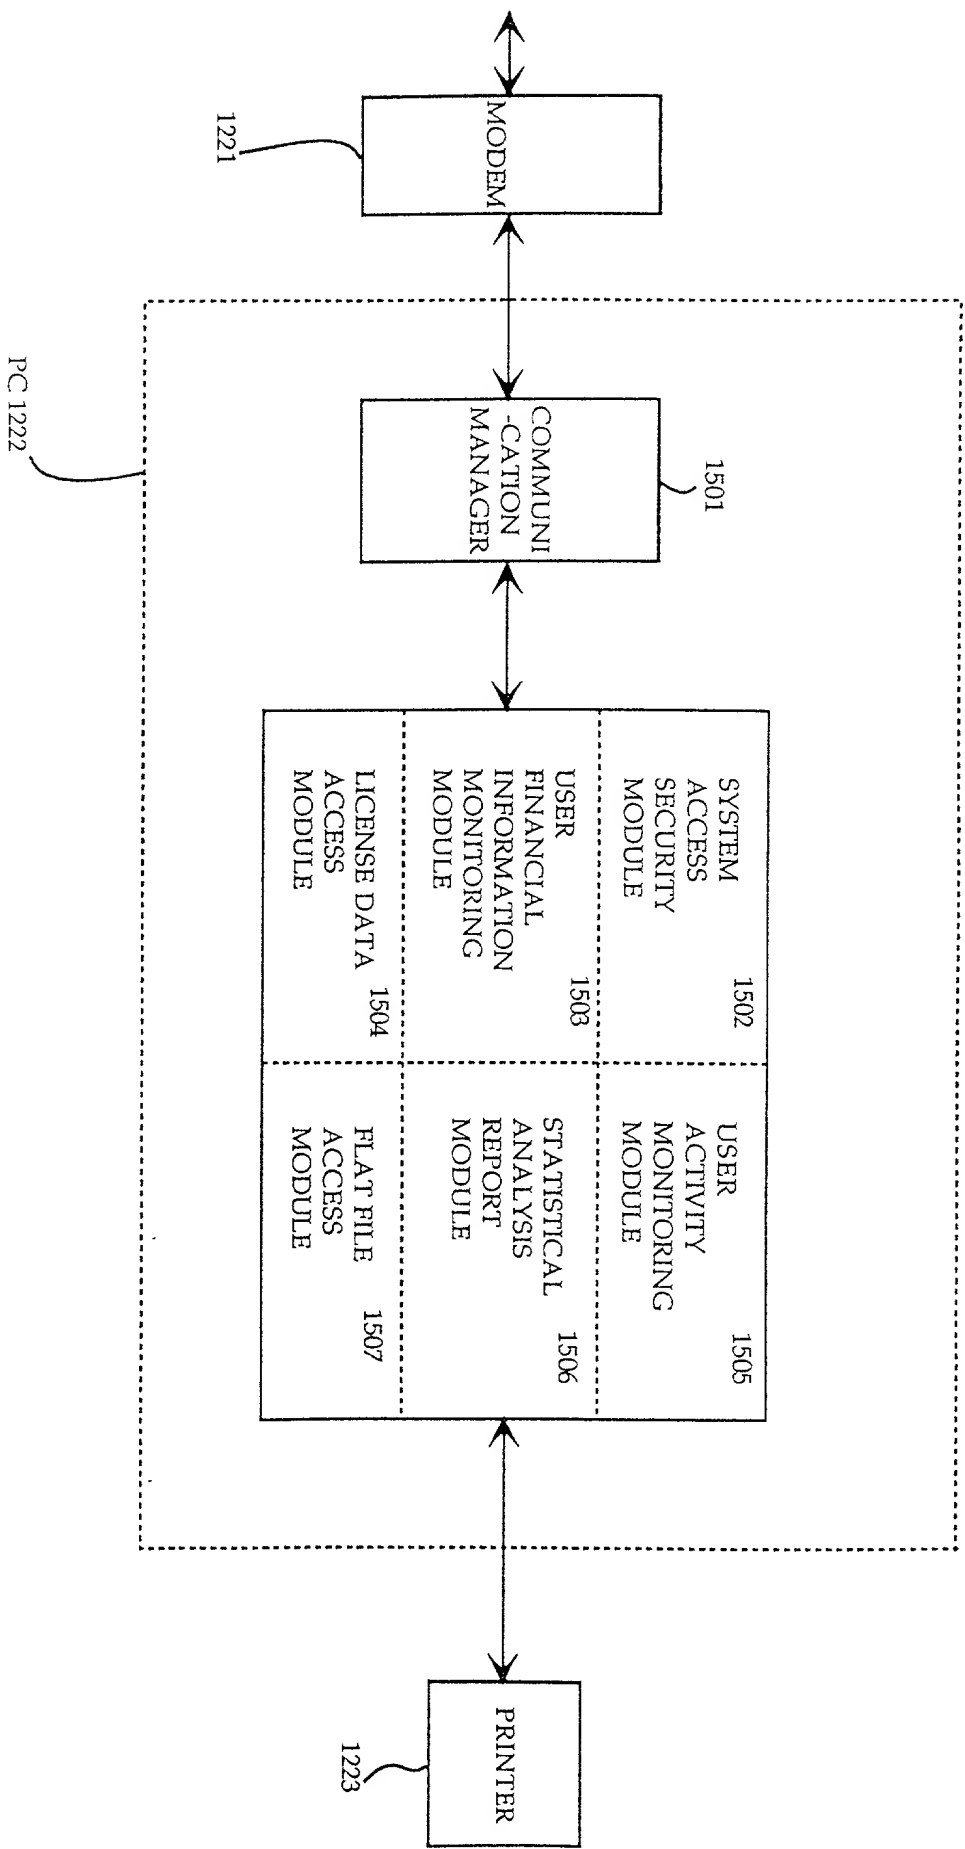 MODEM
1221
PC 1222
1501
COMMUNI
-CATION
MANAGER
SYSTEM
ACCESS
SECURITY
MODULE
1502
USER
ACTIVITY
MONITORING
MODULE
1505
USER
FINANCIAL
INFORMATION
MONITORING
MODULE
1503
STATISTICAL
ANALYSIS
REPORT
MODULE
1506
LICENSE DATA
ACCESS
MODULE
1504
FLAT FILE
ACCESS
MODULE
1507
PRINTER
1223